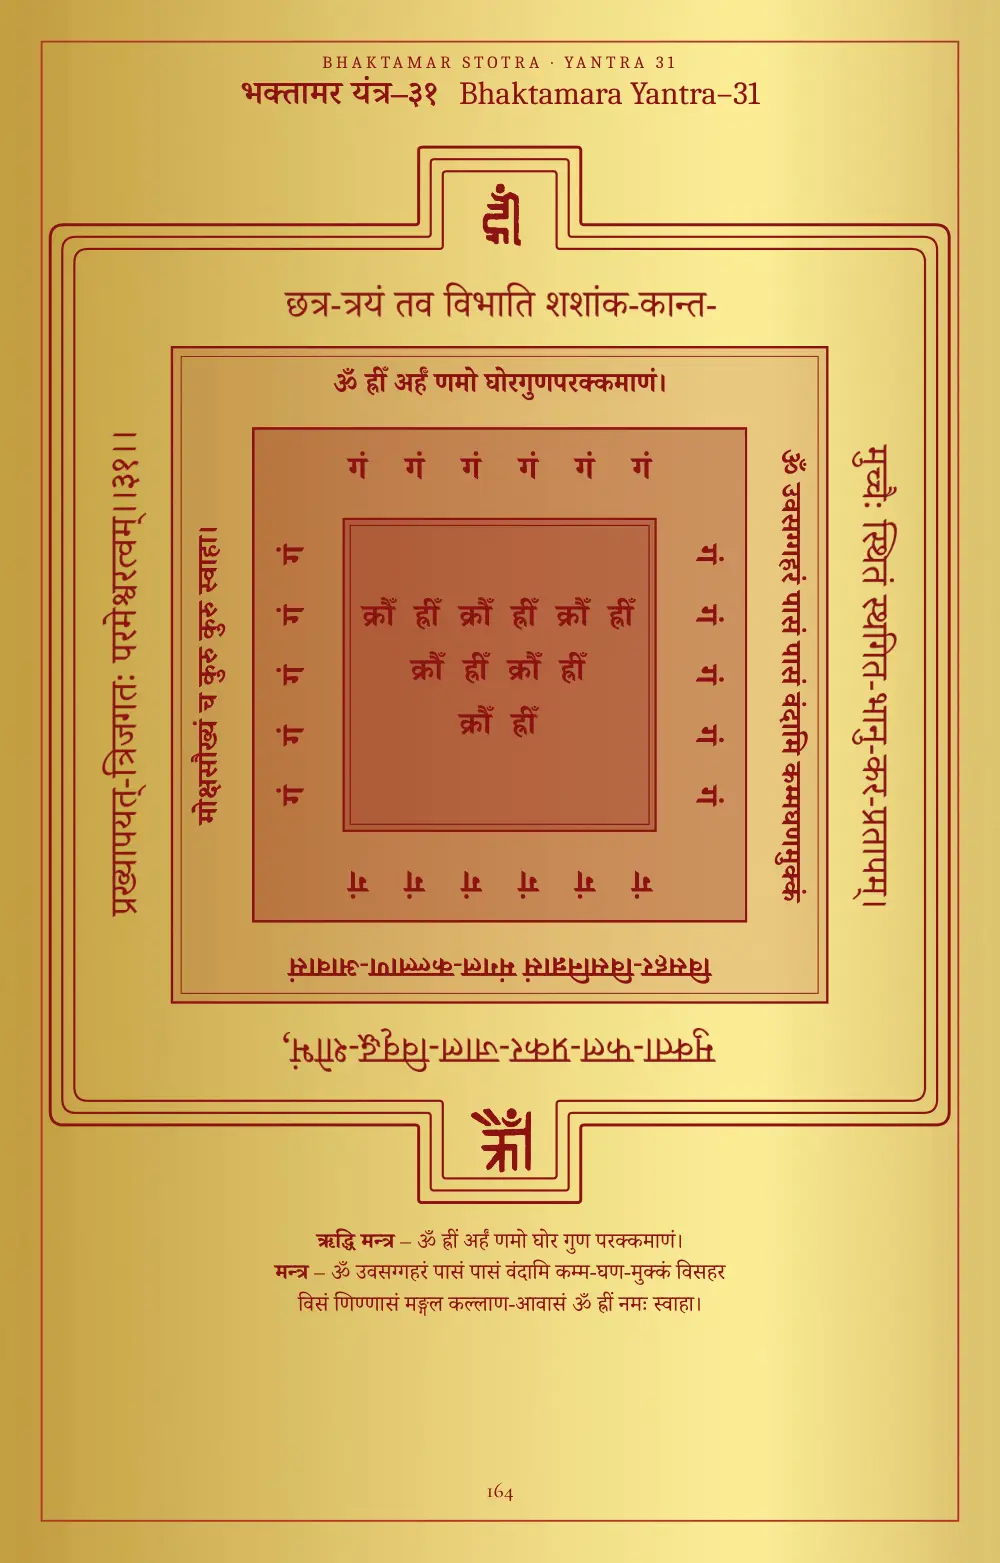 BHAKTAMAR STOTRA · YANTRA 31
भक्तामर यंत्र–३१ Bhaktamara Yantra–31
छत्र-त्रयं तव विभाति शशांक-कान्त-
मुच्चैः स्थितं स्थगित-भानु-कर-प्रतापम्।
मुक्ता-फल-प्रकर-जाल-विवृद्ध-शोभं,
प्रख्यापयत्-त्रिजगतः परमेश्वरत्वम्।।३१।।
ॐ ह्रीँ अर्हं णमो घोरगुणपरक्कमाणं।
ॐ उवसग्गहरं पासं पासं वंदामि कम्मघणमुक्कं
विसहर-विसनिन्नासं मंगल-कल्लाण-आवासं
मोक्षसौख्यं च कुरु कुरु स्वाहा।
गं गं गं गं गं गं
गं गं गं गं गं
गं गं गं गं गं गं
गं गं गं गं गं
क्रौँ ह्रीँ क्रौँ ह्रीँ क्रौँ ह्रीँ
क्रौँ ह्रीँ क्रौँ ह्रीँ
क्रौँ ह्रीँ
ऋद्धि मन्त्र – ॐ ह्रीं अर्हं णमो घोर गुण परक्कमाणं।
मन्त्र – ॐ उवसग्गहरं पासं पासं वंदामि कम्म-घण-मुक्कं विसहर
विसं णिण्णासं मङ्गल कल्लाण-आवासं ॐ ह्रीं नमः स्वाहा।
164